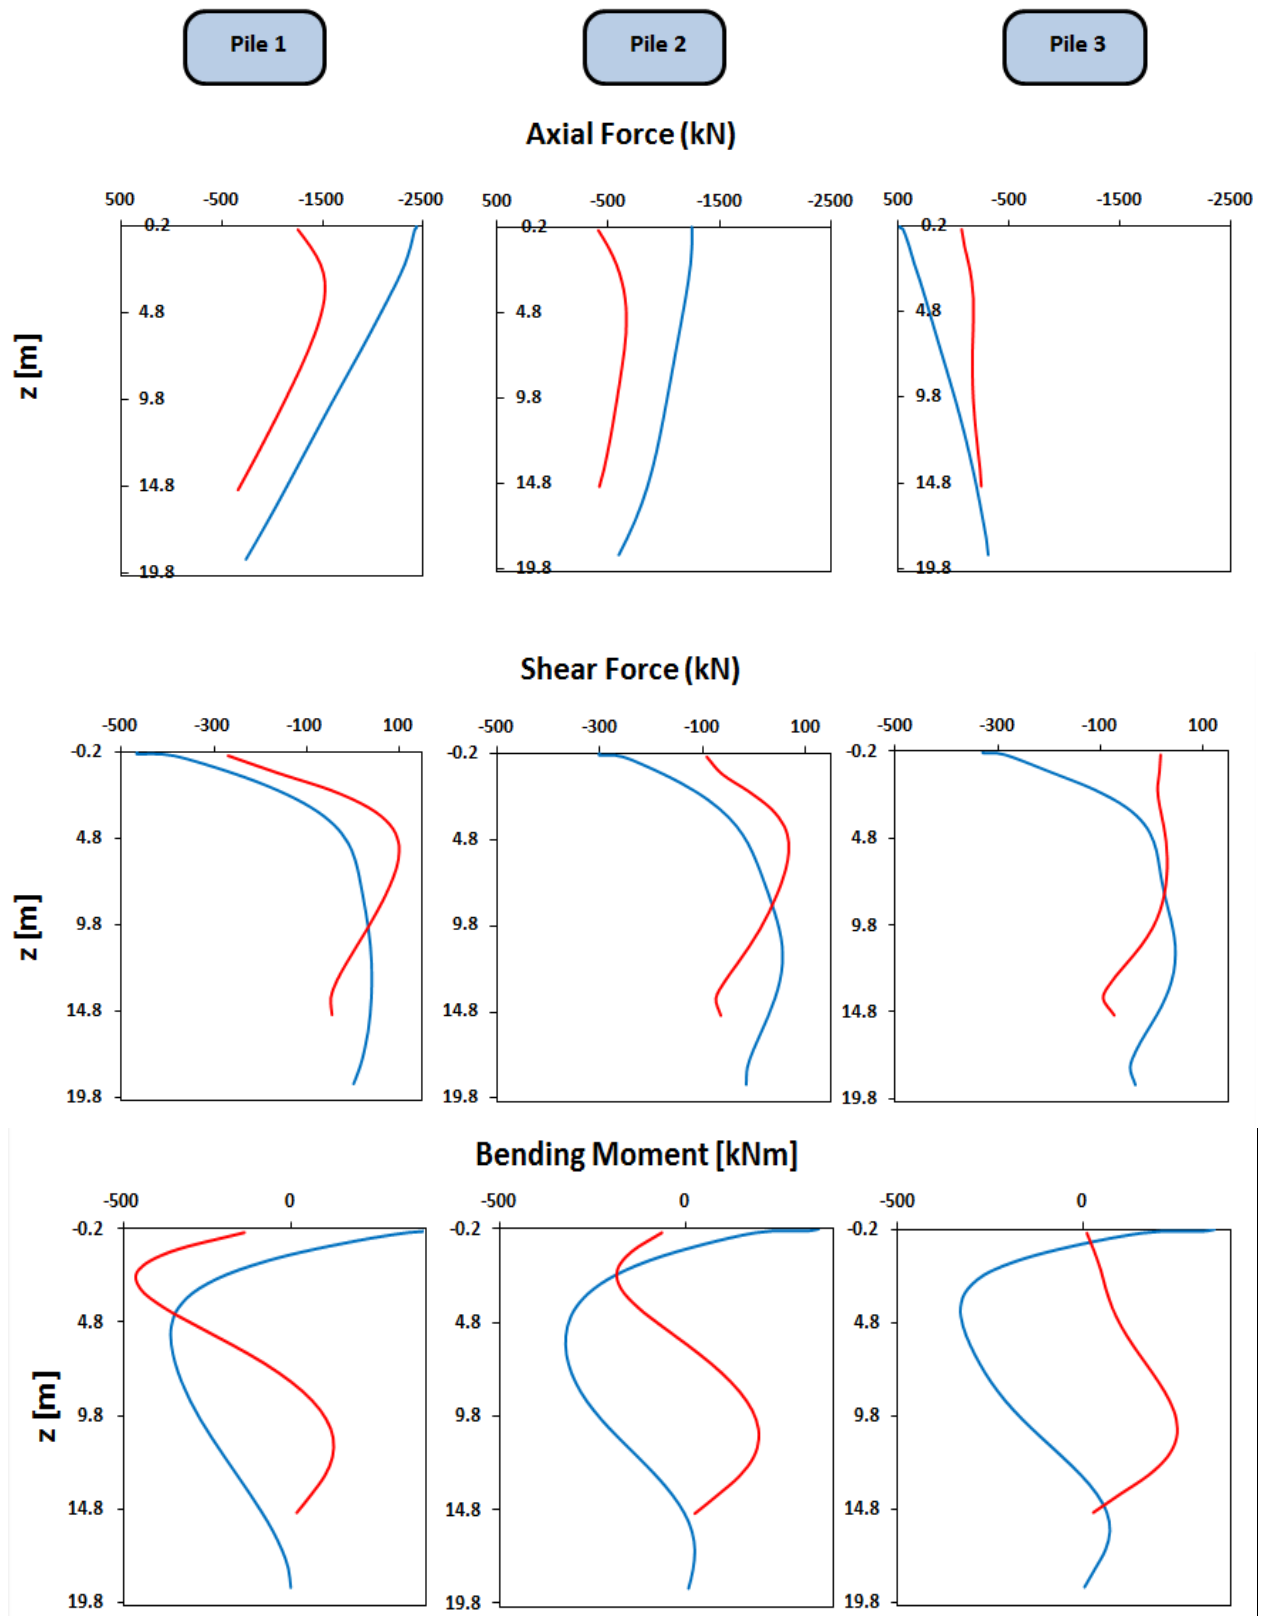 Pile 1 Pile 2 Pile 3
Axial Force (kN)
500 -500 -1500 -2500 500 -500 -1500 -2500 500 -500 -1500 -2500
0.2 0.2 0.2
4.8 4.8 4.8
z [m]
9.8 9.8 9.8
14.8 14.8 14.8
19.8 19.8 19.8
Shear Force (kN)
-500 -300 -100 100 -500 -300 -100 100 -500 -300 -100 100
-0.2 -0.2 -0.2
4.8 4.8 4.8
z [m]
9.8 9.8 9.8
14.8 14.8 14.8
19.8 19.8 19.8
Bending Moment [kNm]
-500 0 -500 0 -500 0
-0.2 -0.2 -0.2
4.8 4.8 4.8
z [m]
9.8 9.8 9.8
14.8 14.8 14.8
19.8 19.8 19.8